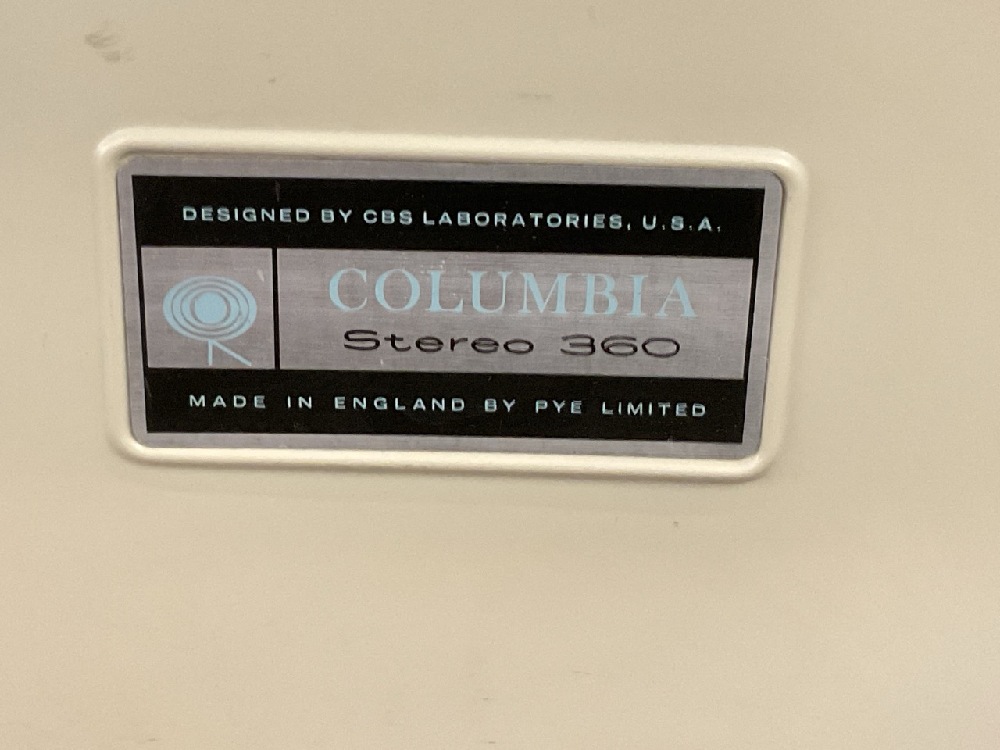 DESIGNED BY CBS LABORATORIES, U.S.A.
COLUMBIA
Stereo 360
MADE IN ENGLAND BY PYE LIMITED